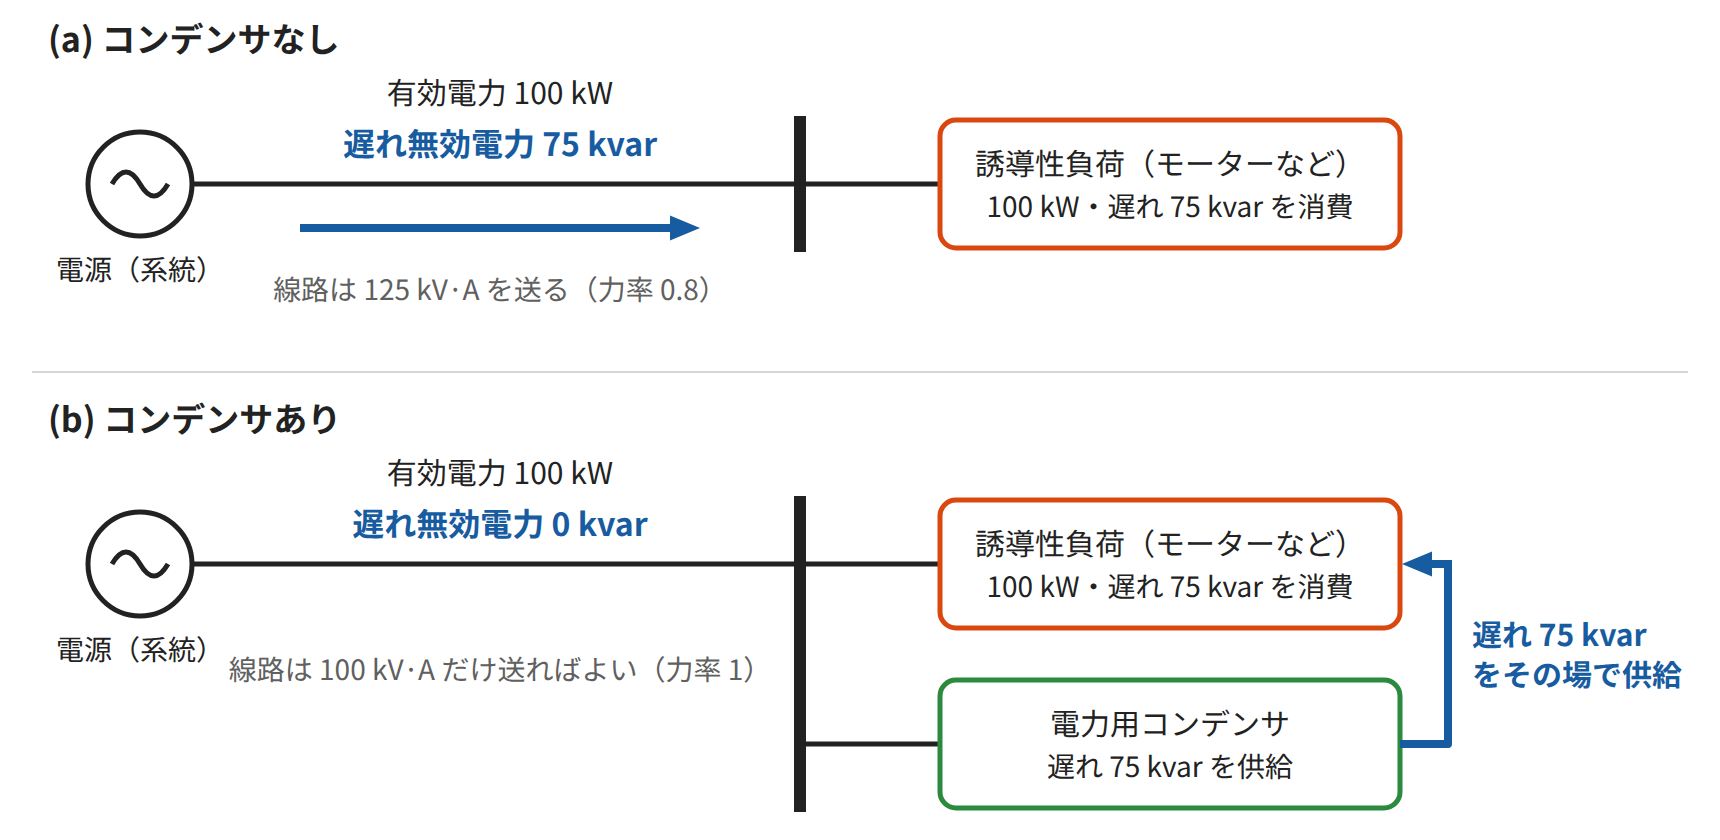 (a) コンデンサなし
有効電力 100 kW
遅れ無効電力 75 kvar
誘導性負荷（モーターなど）
100 kW・遅れ 75 kvar を消費
電源（系統）
線路は 125 kV·A を送る（力率 0.8）
(b) コンデンサあり
有効電力 100 kW
遅れ無効電力 0 kvar
誘導性負荷（モーターなど）
100 kW・遅れ 75 kvar を消費
電源（系統）
線路は 100 kV·A だけ送ればよい（力率 1）
遅れ 75 kvar
をその場で供給
電力用コンデンサ
遅れ 75 kvar を供給